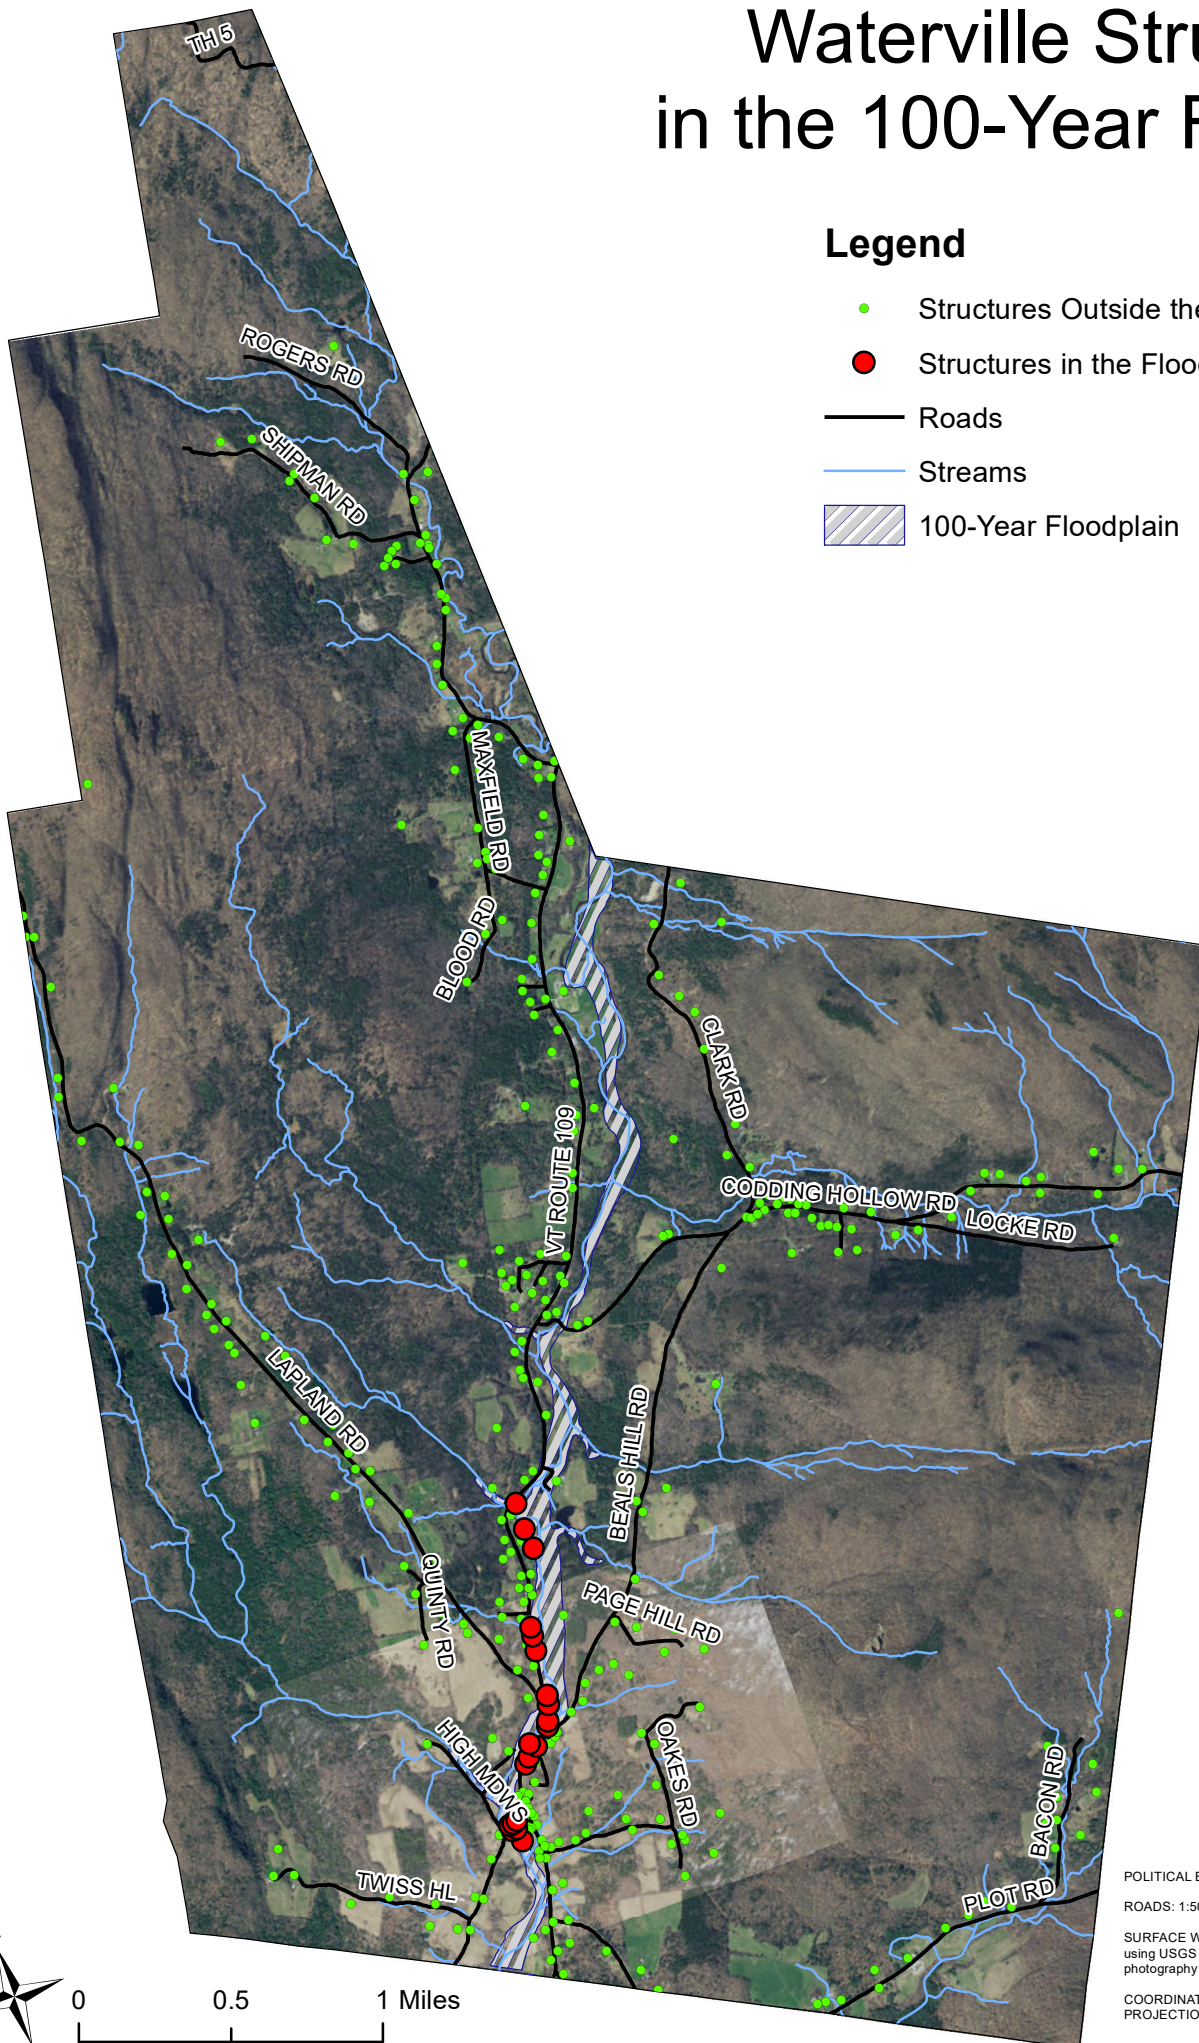 Waterville Stru
in the 100-Year F
Legend
Structures Outside the
Structures in the Flood
Roads
Streams
100-Year Floodplain
TH 5
ROGERS RD
SHIPMAN RD
MAXFIELD RD
BLOOD RD
CLARK RD
VT ROUTE 109
CODDING HOLLOW RD
LOCKE RD
LAPLAND RD
BEALS HILL RD
QUINTY RD
PAGE HILL RD
HIGH MDWS
OAKES RD
BACON RD
TWISS HL
PLOT RD
POLITICAL B
ROADS: 1:50
SURFACE W
using USGS
photography
COORDINAT
PROJECTION
0 0.5 1 Miles